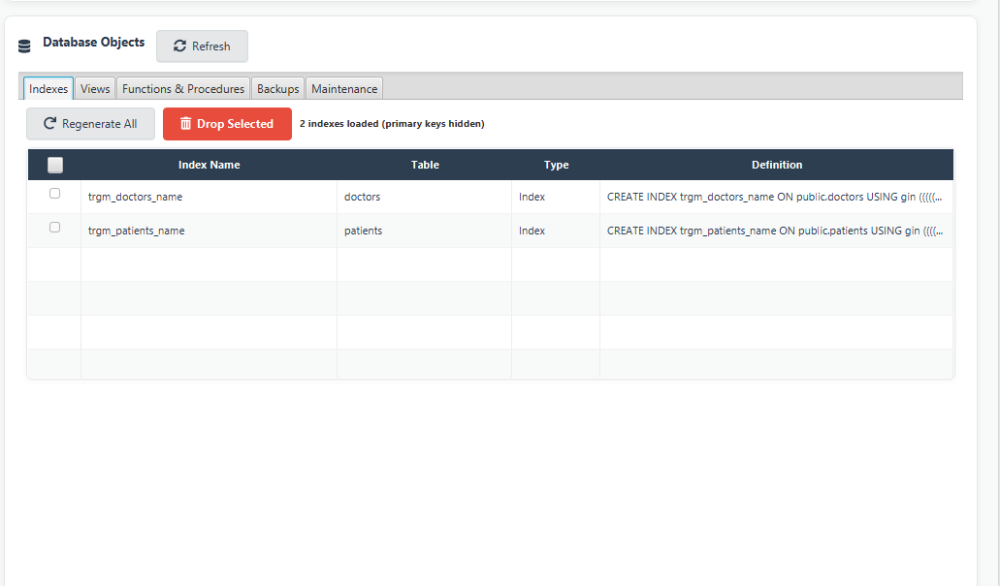 Database Objects Refresh
Indexes Views Functions & Procedures Backups Maintenance
Regenerate All Drop Selected 2 indexes loaded (primary keys hidden)
Index Name Table Type Definition
trgm_doctors_name doctors Index CREATE INDEX trgm_doctors_name ON public.doctors USING gin (((((...
trgm_patients_name patients Index CREATE INDEX trgm_patients_name ON public.patients USING gin ((((...